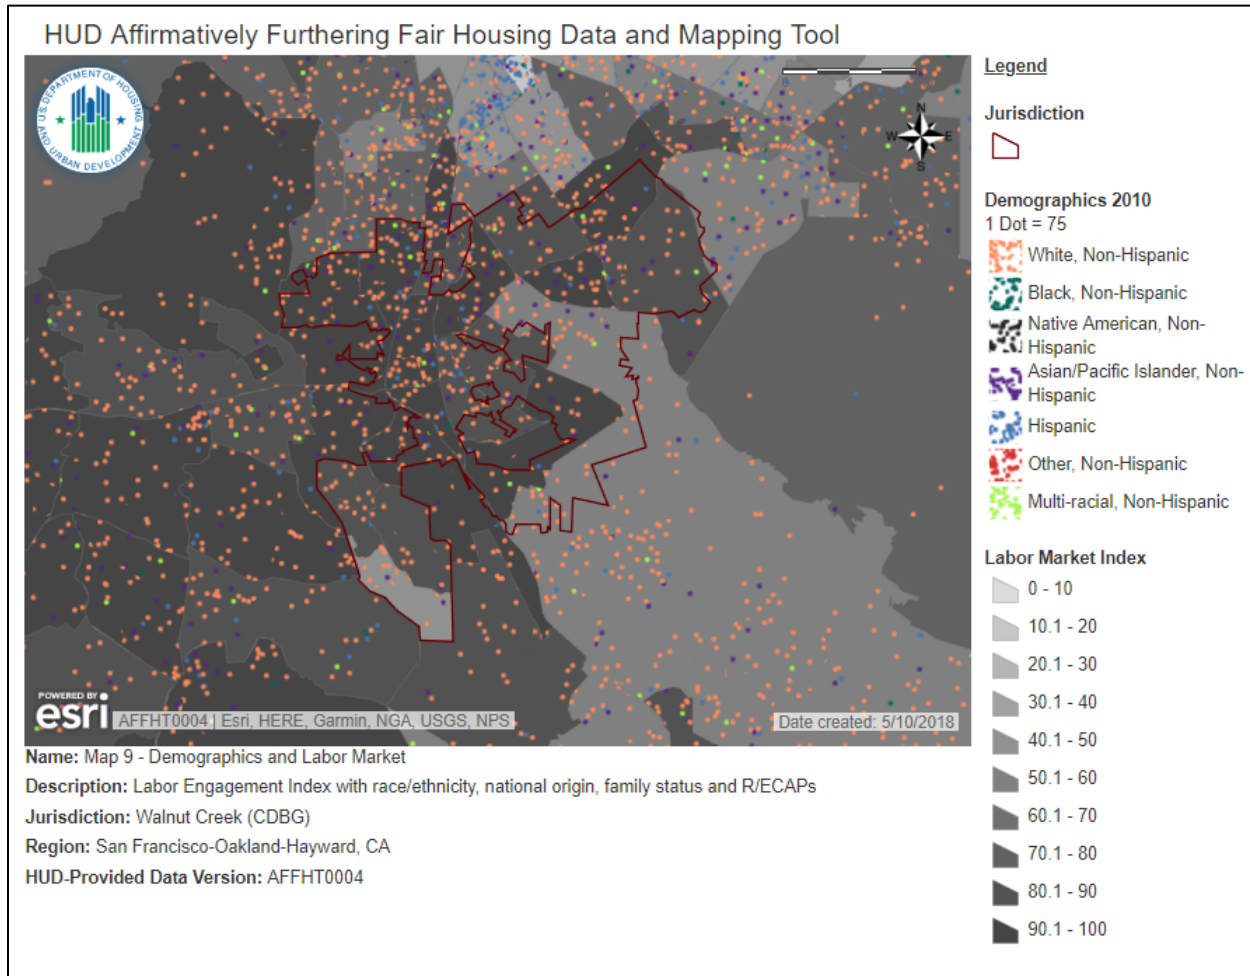 HUD Affirmatively Furthering Fair Housing Data and Mapping Tool
U.S. DEPARTMENT OF HOUSING
AND URBAN DEVELOPMENT
N
W E
S
POWERED BY
esri
AFFHT0004 | Esri, HERE, Garmin, NGA, USGS, NPS
Date created: 5/10/2018
Name: Map 9 - Demographics and Labor Market
Description: Labor Engagement Index with race/ethnicity, national origin, family status and R/ECAPs
Jurisdiction: Walnut Creek (CDBG)
Region: San Francisco-Oakland-Hayward, CA
HUD-Provided Data Version: AFFHT0004
Legend
Jurisdiction
Demographics 2010
1 Dot = 75
White, Non-Hispanic
Black, Non-Hispanic
Native American, Non-
Hispanic
Asian/Pacific Islander, Non-
Hispanic
Hispanic
Other, Non-Hispanic
Multi-racial, Non-Hispanic
Labor Market Index
0 - 10
10.1 - 20
20.1 - 30
30.1 - 40
40.1 - 50
50.1 - 60
60.1 - 70
70.1 - 80
80.1 - 90
90.1 - 100